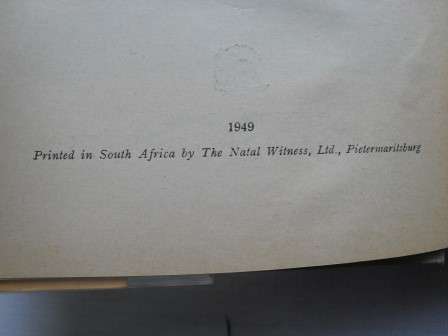 1949
Printed in South Africa by The Natal Witness, Ltd., Pietermaritzburg